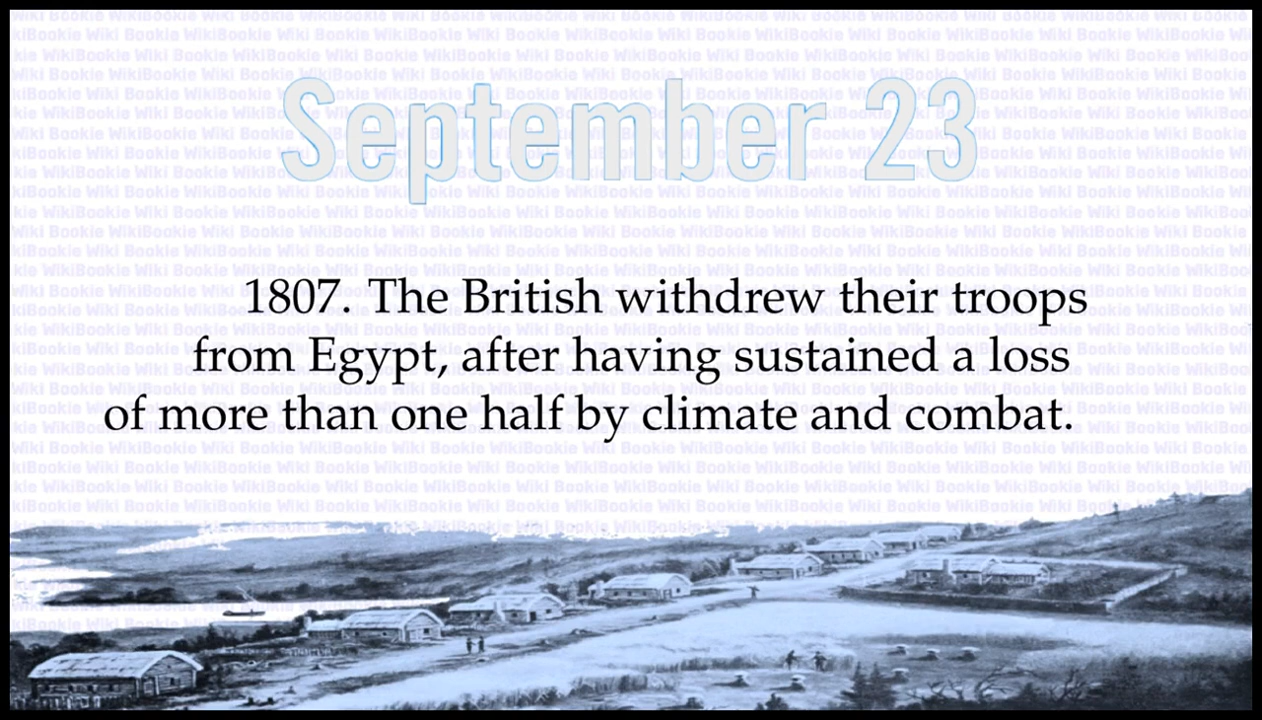 September 23
1807. The British withdrew their troops
from Egypt, after having sustained a loss
of more than one half by climate and combat.